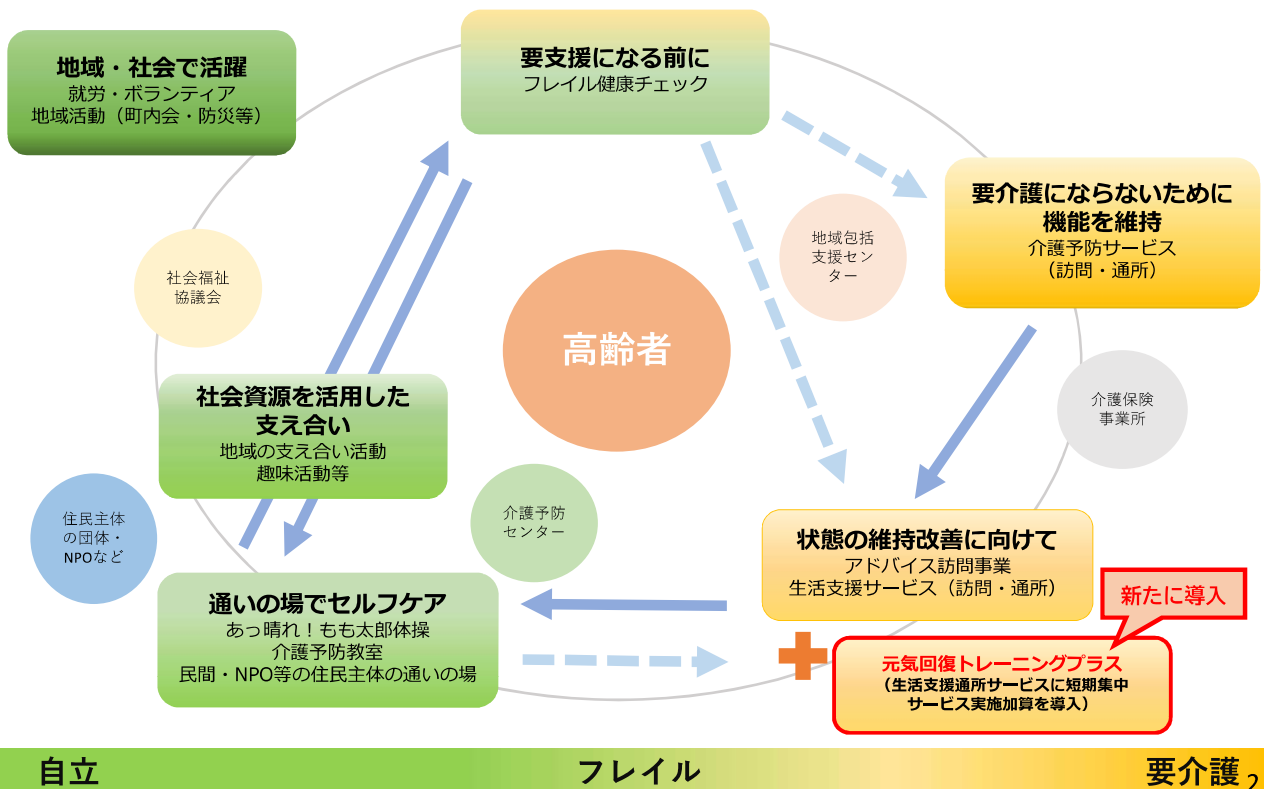 地域・社会で活躍
就労・ボランティア
地域活動（町内会・防災等）
要支援になる前に
フレイル健康チェック
要介護にならないために
機能を維持
介護予防サービス
（訪問・通所）
地域包括
支援セン
ター
社会福祉
協議会
高齢者
介護保険
事業所
社会資源を活用した
支え合い
地域の支え合い活動
趣味活動等
住民主体
の団体・
NPOなど
介護予防
センター
状態の維持改善に向けて
アドバイス訪問事業
生活支援サービス（訪問・通所）
新たに導入
通いの場でセルフケア
あっ晴れ！もも太郎体操
介護予防教室
民間・NPO等の住民主体の通いの場
元気回復トレーニングプラス
（生活支援通所サービスに短期集中
サービス実施加算を導入）
自立
フレイル
要介護
2